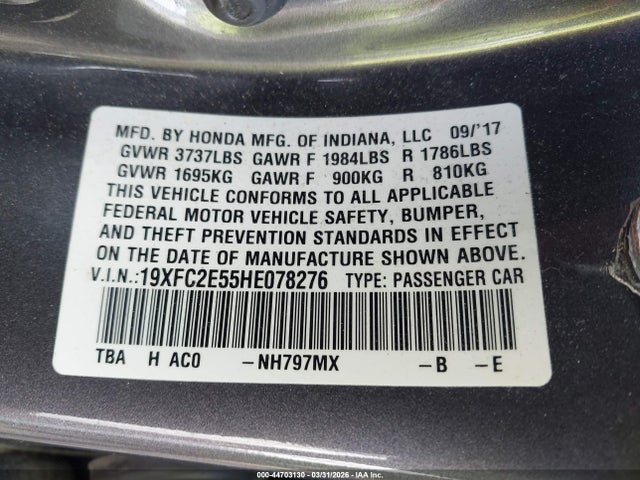 MFD. BY HONDA MFG. OF INDIANA, LLC 09/'17
GVWR 3737LBS GAWR F 1984LBS R 1786LBS
GVWR 1695KG GAWR F 900KG R 810KG
THIS VEHICLE CONFORMS TO ALL APPLICABLE
FEDERAL MOTOR VEHICLE SAFETY, BUMPER,
AND THEFT PREVENTION STANDARDS IN EFFECT
ON THE DATE OF MANUFACTURE SHOWN ABOVE.
V.I.N.:19XFC2E55HE078276 TYPE: PASSENGER CAR
TBA H AC0 -NH797MX -B -E
000-44703130 - 03/31/2026 - IAA Inc.